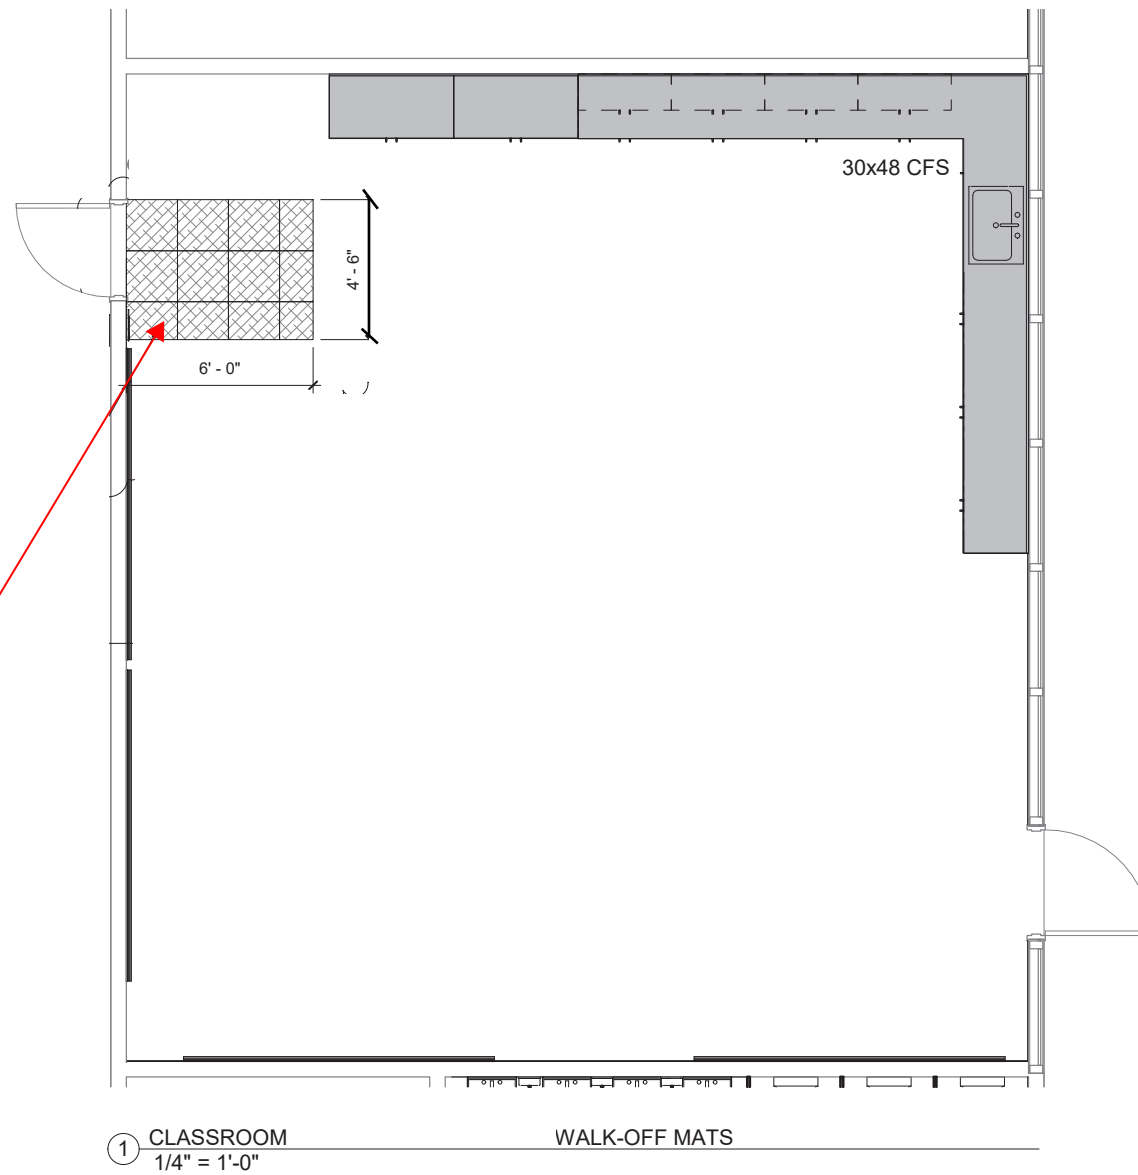 30x48 CFS
4' - 6"
6' - 0"
1
CLASSROOM WALK-OFF MATS
1/4" = 1'-0"